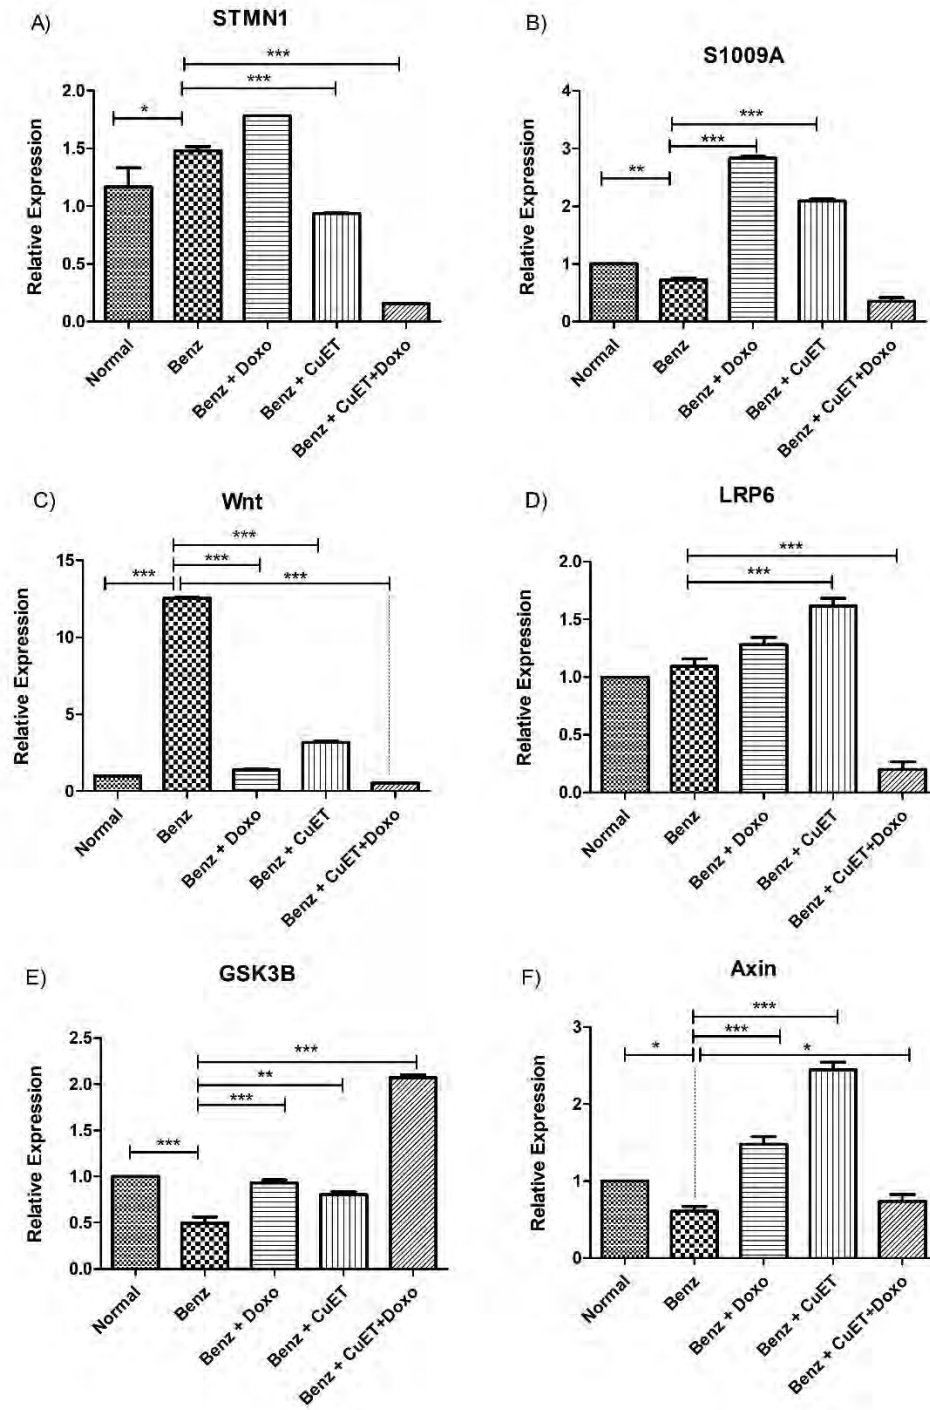 A)
STMN1
***
***
*
Relative Expression
2.0
1.5
1.0
0.5
0.0
Normal
Benz
Benz + Doxo
Benz + CuET
Benz + CuET+Doxo
B)
S1009A
***
***
**
Relative Expression
4
3
2
1
0
Normal
Benz
Benz + Doxo
Benz + CuET
Benz + CuET+Doxo
C)
Wnt
***
***
***
***
Relative Expression
15
10
5
0
Normal
Benz
Benz + Doxo
Benz + CuET
Benz + CuET+Doxo
D)
LRP6
***
***
Relative Expression
2.0
1.5
1.0
0.5
0.0
Normal
Benz
Benz + Doxo
Benz + CuET
Benz + CuET+Doxo
E)
GSK3B
***
**
***
***
Relative Expression
2.5
2.0
1.5
1.0
0.5
0.0
Normal
Benz
Benz + Doxo
Benz + CuET
Benz + CuET+Doxo
F)
Axin
***
***
*
*
Relative Expression
3
2
1
0
Normal
Benz
Benz + Doxo
Benz + CuET
Benz + CuET+Doxo